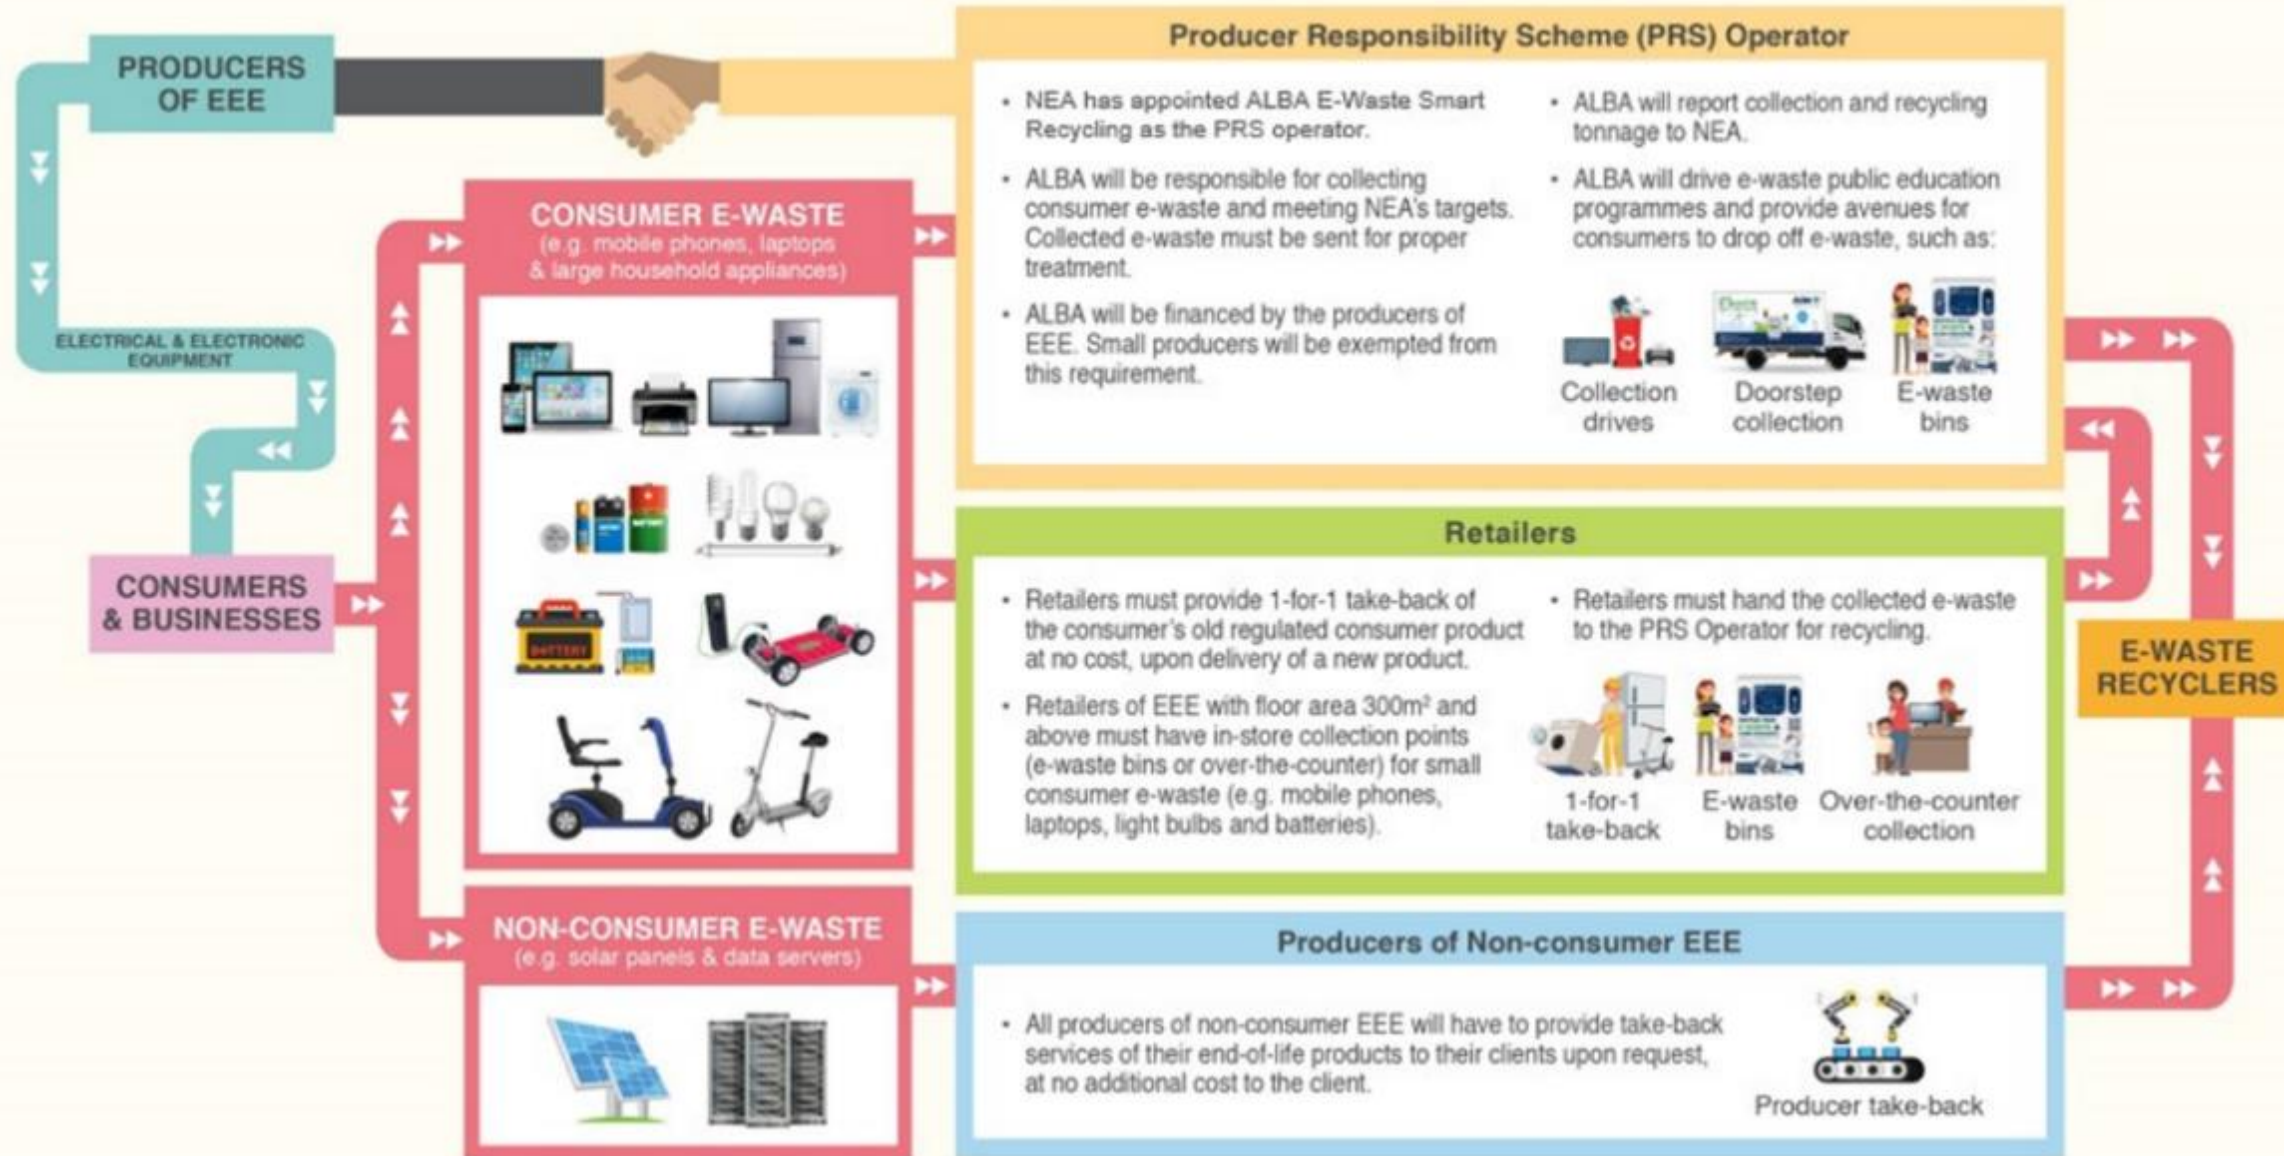 PRODUCERS
OF EEE
ELECTRICAL & ELECTRONIC
EQUIPMENT
CONSUMERS
& BUSINESSES
CONSUMER E-WASTE
(e.g. mobile phones, laptops
& large household appliances)
BATTERY
NON-CONSUMER E-WASTE
(e.g. solar panels & data servers)
Producer Responsibility Scheme (PRS) Operator
• NEA has appointed ALBA E-Waste Smart
Recycling as the PRS operator.
• ALBA will be responsible for collecting
consumer e-waste and meeting NEA's targets.
Collected e-waste must be sent for proper
treatment.
• ALBA will be financed by the producers of
EEE. Small producers will be exempted from
this requirement.
• ALBA will report collection and recycling
tonnage to NEA.
• ALBA will drive e-waste public education
programmes and provide avenues for
consumers to drop off e-waste, such as:
Collection
drives
Doorstep
collection
E-waste
bins
Retailers
• Retailers must provide 1-for-1 take-back of
the consumer's old regulated consumer product
at no cost, upon delivery of a new product.
• Retailers of EEE with floor area 300m² and
above must have in-store collection points
(e-waste bins or over-the-counter) for small
consumer e-waste (e.g. mobile phones,
laptops, light bulbs and batteries).
• Retailers must hand the collected e-waste
to the PRS Operator for recycling.
1-for-1
take-back
E-waste
bins
Over-the-counter
collection
Producers of Non-consumer EEE
• All producers of non-consumer EEE will have to provide take-back
services of their end-of-life products to their clients upon request,
at no additional cost to the client.
Producer take-back
E-WASTE
RECYCLERS